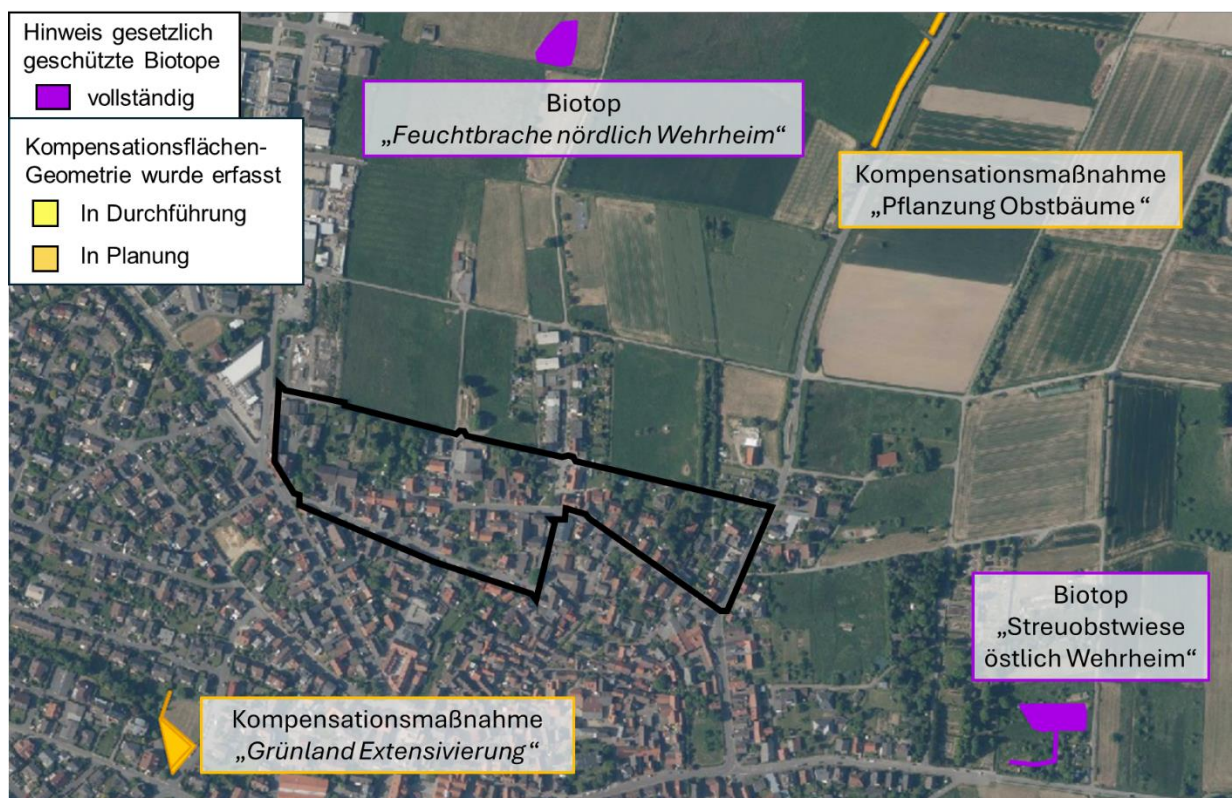 Hinweis gesetzlich
geschützte Biotope
vollständig
Kompensationsflächen-
Geometrie wurde erfasst
In Durchführung
In Planung
Biotop
„Feuchtbrache nördlich Wehrheim“
Kompensationsmaßnahme
„Pflanzung Obstbäume “
Biotop
„Streuobstwiese
östlich Wehrheim“
Kompensationsmaßnahme
„Grünland Extensivierung“